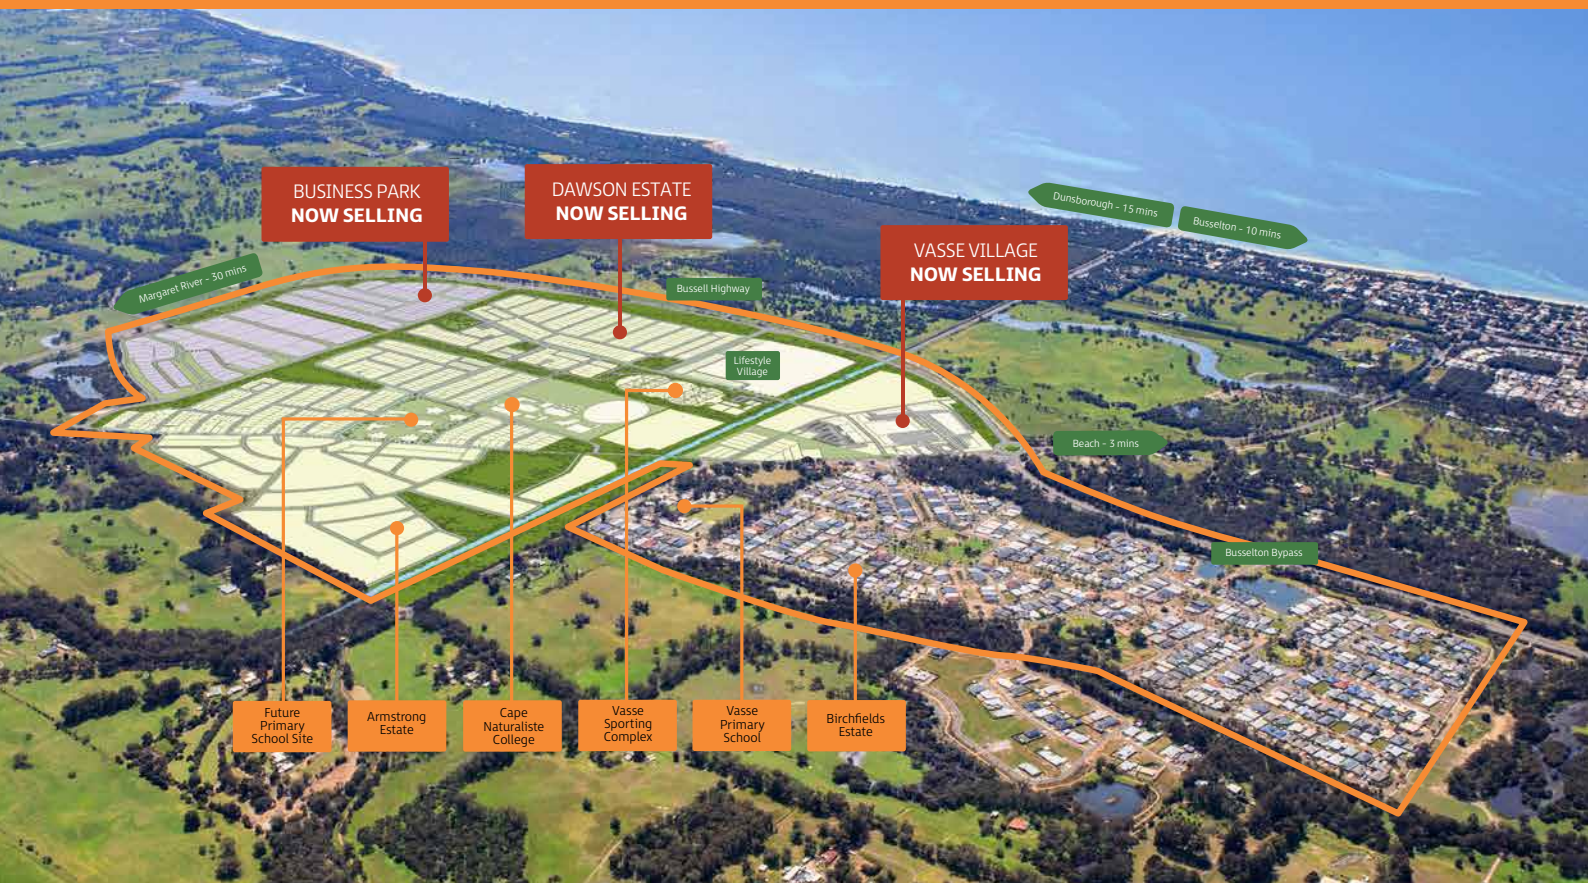 BUSINESS PARK
NOW SELLING
DAWSON ESTATE
NOW SELLING
VASSE VILLAGE
NOW SELLING
Dunsborough - 15 mins
Busselton - 10 mins
Margaret River - 30 mins
Bussell Highway
Lifestyle
Village
Beach - 3 mins
Busselton Bypass
Future
Primary
School Site
Armstrong
Estate
Cape
Naturaliste
College
Vasse
Sporting
Complex
Vasse
Primary
School
Birchfields
Estate